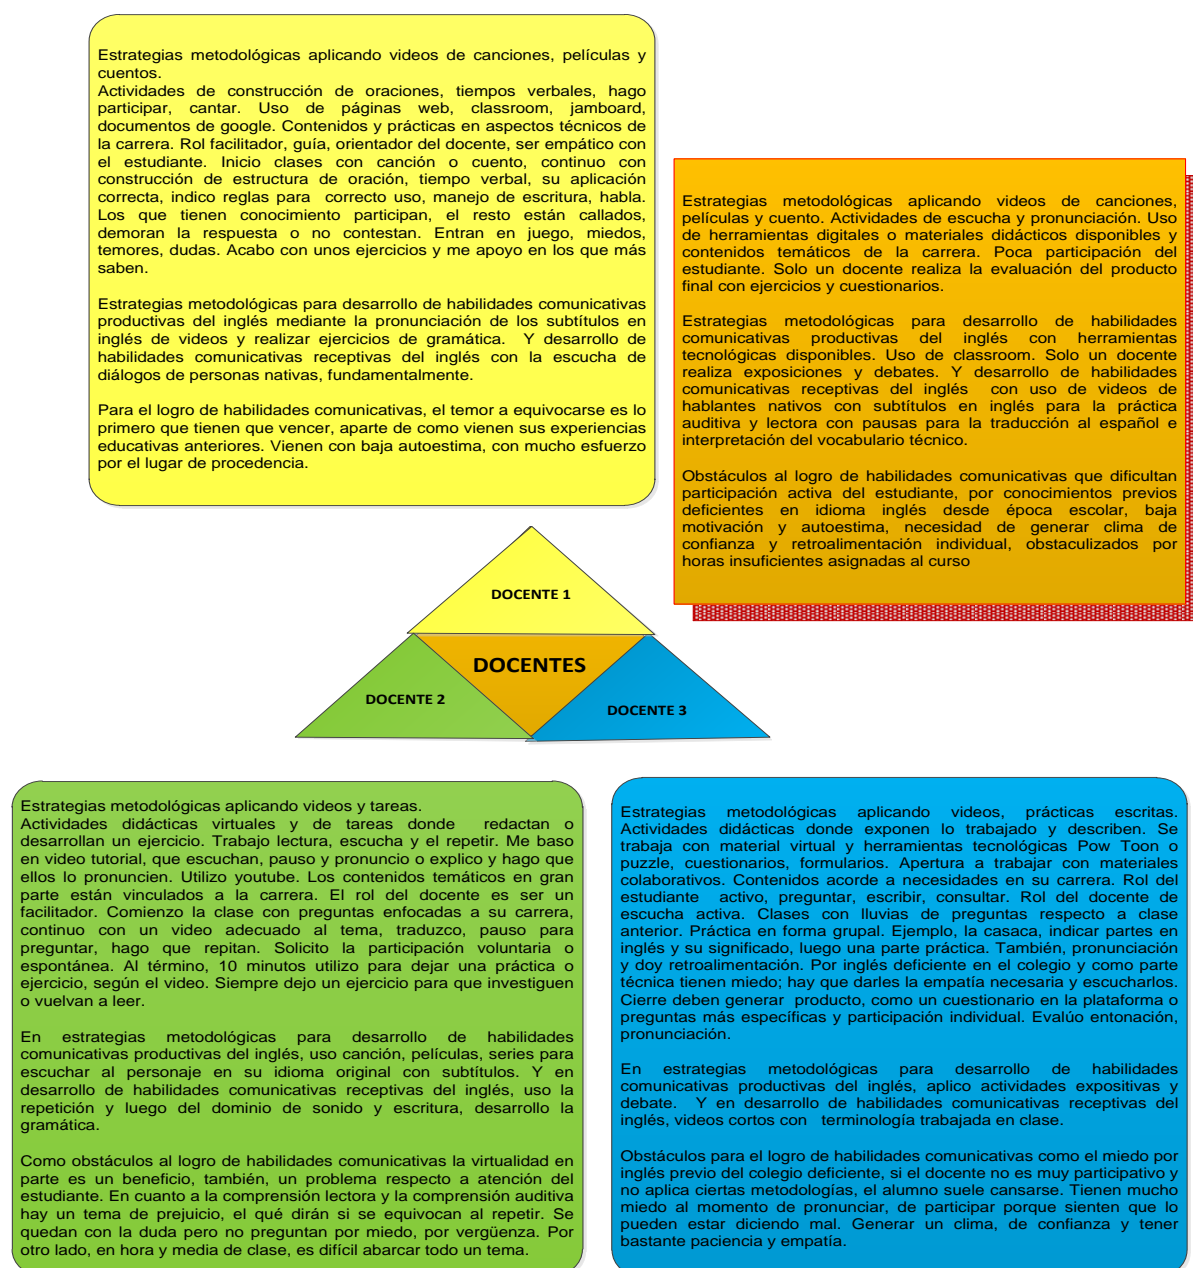 Estrategias metodológicas aplicando videos de canciones, películas y
cuentos.
Actividades de construcción de oraciones, tiempos verbales, hago
participar, cantar. Uso de páginas web, classroom, jamboard,
documentos de google. Contenidos y prácticas en aspectos técnicos de
la carrera. Rol facilitador, guía, orientador del docente, ser empático con
el estudiante. Inicio clases con canción o cuento, continuo con
construcción de estructura de oración, tiempo verbal, su aplicación
correcta, indico reglas para correcto uso, manejo de escritura, habla.
Los que tienen conocimiento participan, el resto están callados,
demoran la respuesta o no contestan. Entran en juego, miedos,
temores, dudas. Acabo con unos ejercicios y me apoyo en los que más
saben.
Estrategias metodológicas para desarrollo de habilidades comunicativas
productivas del inglés mediante la pronunciación de los subtítulos en
inglés de videos y realizar ejercicios de gramática. Y desarrollo de
habilidades comunicativas receptivas del inglés con la escucha de
diálogos de personas nativas, fundamentalmente.
Para el logro de habilidades comunicativas, el temor a equivocarse es lo
primero que tienen que vencer, aparte de como vienen sus experiencias
educativas anteriores. Vienen con baja autoestima, con mucho esfuerzo
por el lugar de procedencia.
Estrategias metodológicas aplicando videos de canciones,
películas y cuento. Actividades de escucha y pronunciación. Uso
de herramientas digitales o materiales didácticos disponibles y
contenidos temáticos de la carrera. Poca participación del
estudiante. Solo un docente realiza la evaluación del producto
final con ejercicios y cuestionarios.
Estrategias metodológicas para desarrollo de habilidades
comunicativas productivas del inglés con herramientas
tecnológicas disponibles. Uso de classroom. Solo un docente
realiza exposiciones y debates. Y desarrollo de habilidades
comunicativas receptivas del inglés con uso de videos de
hablantes nativos con subtítulos en inglés para la práctica
auditiva y lectora con pausas para la traducción al español e
interpretación del vocabulario técnico.
Obstáculos al logro de habilidades comunicativas que dificultan
participación activa del estudiante, por conocimientos previos
deficientes en idioma inglés desde época escolar, baja
motivación y autoestima, necesidad de generar clima de
confianza y retroalimentación individual, obstaculizados por
horas insuficientes asignadas al curso
DOCENTE 1
DOCENTES
DOCENTE 2
DOCENTE 3
Estrategias metodológicas aplicando videos y tareas.
Actividades didácticas virtuales y de tareas donde redactan o
desarrollan un ejercicio. Trabajo lectura, escucha y el repetir. Me baso
en video tutorial, que escuchan, pauso y pronuncio o explico y hago que
ellos lo pronuncien. Utilizo youtube. Los contenidos temáticos en gran
parte están vinculados a la carrera. El rol del docente es ser un
facilitador. Comienzo la clase con preguntas enfocadas a su carrera,
continuo con un video adecuado al tema, traduzco, pauso para
preguntar, hago que repitan. Solicito la participación voluntaria o
espontánea. Al término, 10 minutos utilizo para dejar una práctica o
ejercicio, según el video. Siempre dejo un ejercicio para que investiguen
o vuelvan a leer.
En estrategias metodológicas para desarrollo de habilidades
comunicativas productivas del inglés, uso canción, películas, series para
escuchar al personaje en su idioma original con subtítulos. Y en
desarrollo de habilidades comunicativas receptivas del inglés, uso la
repetición y luego del dominio de sonido y escritura, desarrollo la
gramática.
Como obstáculos al logro de habilidades comunicativas la virtualidad en
parte es un beneficio, también, un problema respecto a atención del
estudiante. En cuanto a la comprensión lectora y la comprensión auditiva
hay un tema de prejuicio, el qué dirán si se equivocan al repetir. Se
quedan con la duda pero no preguntan por miedo, por vergüenza. Por
otro lado, en hora y media de clase, es difícil abarcar todo un tema.
Estrategias metodológicas aplicando videos, prácticas escritas.
Actividades didácticas donde exponen lo trabajado y describen. Se
trabaja con material virtual y herramientas tecnológicas Pow Toon o
puzzle, cuestionarios, formularios. Apertura a trabajar con materiales
colaborativos. Contenidos acorde a necesidades en su carrera. Rol del
estudiante activo, preguntar, escribir, consultar. Rol del docente de
escucha activa. Clases con lluvias de preguntas respecto a clase
anterior. Práctica en forma grupal. Ejemplo, la casaca, indicar partes en
inglés y su significado, luego una parte práctica. También, pronunciación
y doy retroalimentación. Por inglés deficiente en el colegio y como parte
técnica tienen miedo; hay que darles la empatía necesaria y escucharlos.
Cierre deben generar producto, como un cuestionario en la plataforma o
preguntas más específicas y participación individual. Evalúo entonación,
pronunciación.
En estrategias metodológicas para desarrollo de habilidades
comunicativas productivas del inglés, aplico actividades expositivas y
debate. Y en desarrollo de habilidades comunicativas receptivas del
inglés, videos cortos con terminología trabajada en clase.
Obstáculos para el logro de habilidades comunicativas como el miedo por
inglés previo del colegio deficiente, si el docente no es muy participativo y
no aplica ciertas metodologías, el alumno suele cansarse. Tienen mucho
miedo al momento de pronunciar, de participar porque sienten que lo
pueden estar diciendo mal. Generar un clima, de confianza y tener
bastante paciencia y empatía.